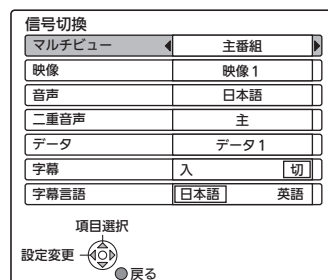 信号切換
マルチビュー 主番組
映像 映像1
音声 日本語
二重音声 主
データ データ1
字幕 入 切
字幕言語 日本語 英語
項目選択
設定変更
戻る